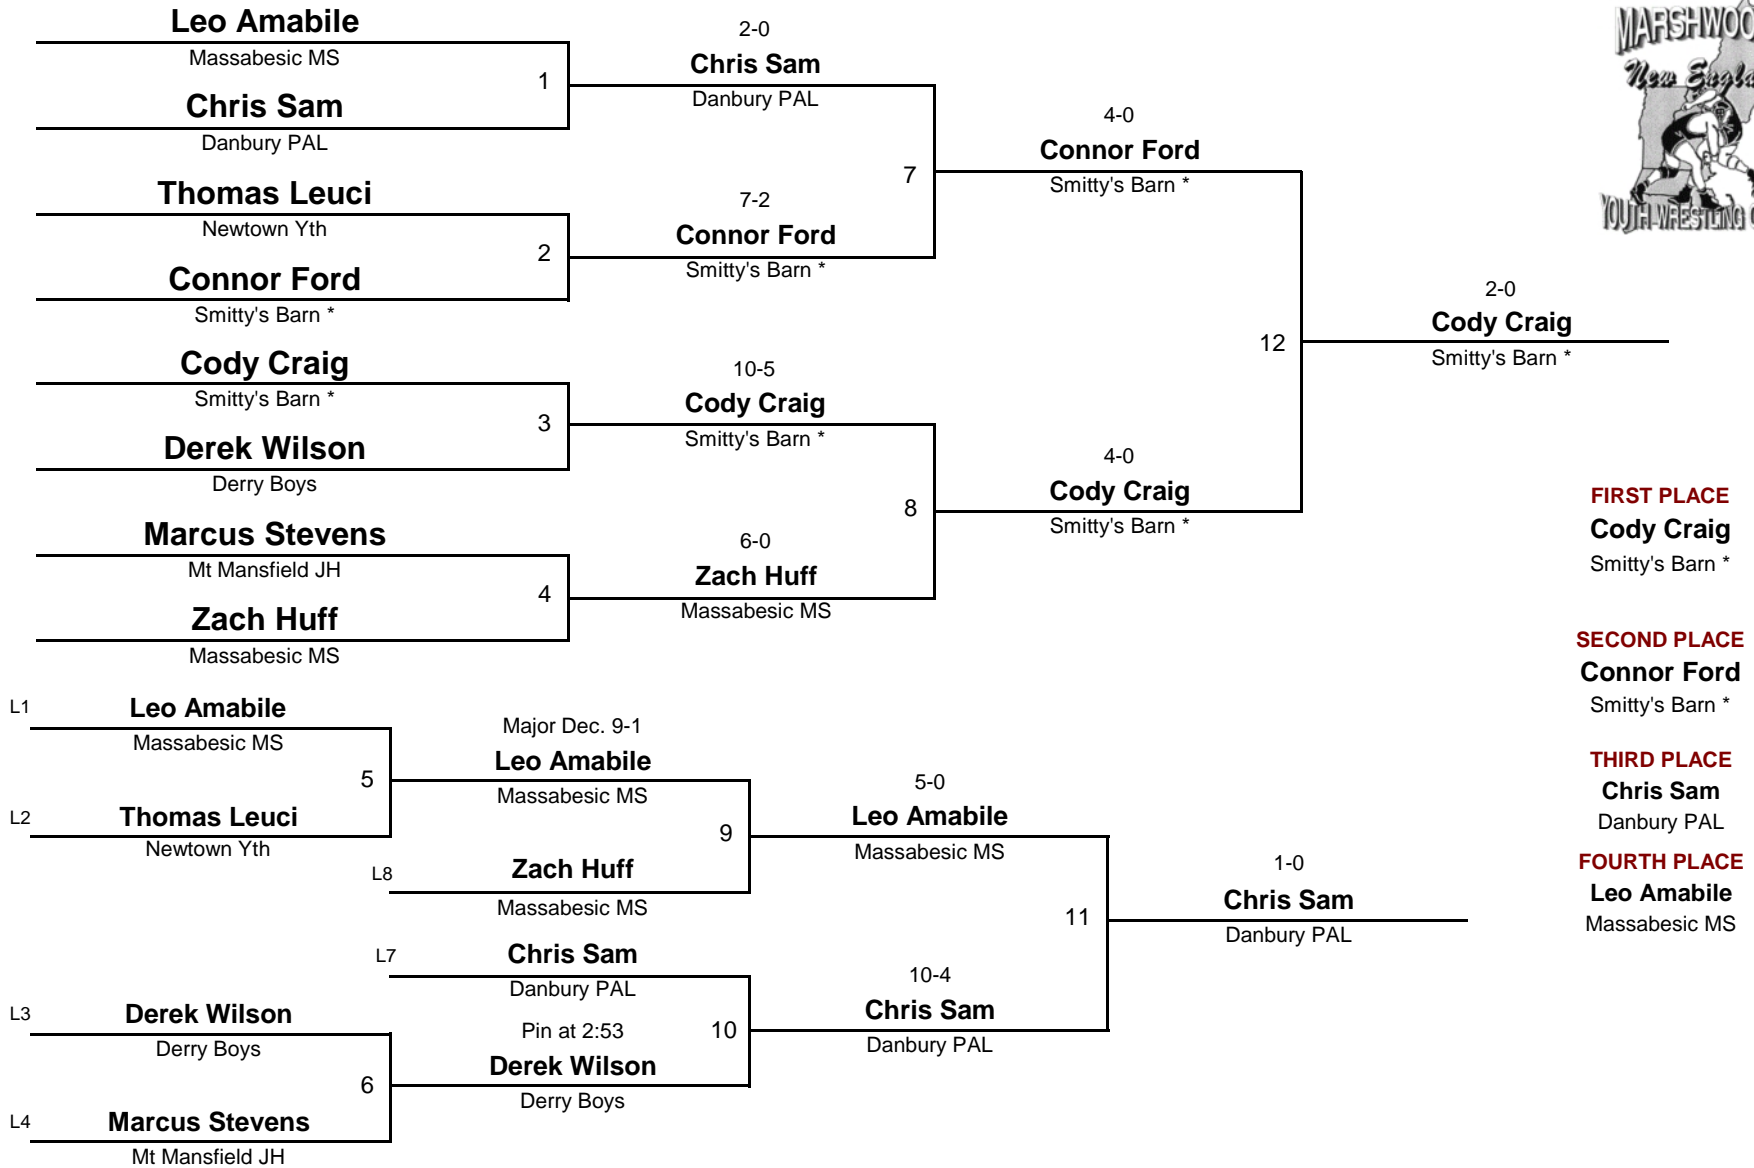 Leo Amabile
Massabesic MS
1
Chris Sam
Danbury PAL
Thomas Leuci
Newtown Yth
2
Connor Ford
Smitty's Barn *
Cody Craig
Smitty's Barn *
3
Derek Wilson
Derry Boys
Marcus Stevens
Mt Mansfield JH
4
Zach Huff
Massabesic MS
2-0
Chris Sam
Danbury PAL
7
7-2
Connor Ford
Smitty's Barn *
10-5
Cody Craig
Smitty's Barn *
8
6-0
Zach Huff
Massabesic MS
4-0
Connor Ford
Smitty's Barn *
12
4-0
Cody Craig
Smitty's Barn *
2-0
Cody Craig
Smitty's Barn *
New
YOUTH WRESTLING
FIRST PLACE
Cody Craig
Smitty's Barn *
SECOND PLACE
Connor Ford
Smitty's Barn *
THIRD PLACE
Chris Sam
Danbury PAL
FOURTH PLACE
Leo Amabile
Massabesic MS
L1
Leo Amabile
Massabesic MS
5
L2
Thomas Leuci
Newtown Yth
Major Dec. 9-1
Leo Amabile
Massabesic MS
9
L8
Zach Huff
Massabesic MS
L7
Chris Sam
Danbury PAL
10
Pin at 2:53
Derek Wilson
Derry Boys
L3
Derek Wilson
Derry Boys
6
L4
Marcus Stevens
Mt Mansfield JH
5-0
Leo Amabile
Massabesic MS
11
10-4
Chris Sam
Danbury PAL
1-0
Chris Sam
Danbury PAL